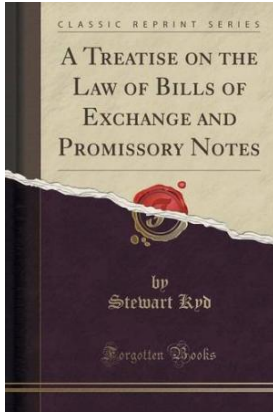 CLASSIC REPRINT SERIES
A TREATISE ON THE
LAW OF BILLS OF
EXCHANGE AND
PROMISSORY NOTES
by
Stewart Kyd
Forgotten Books